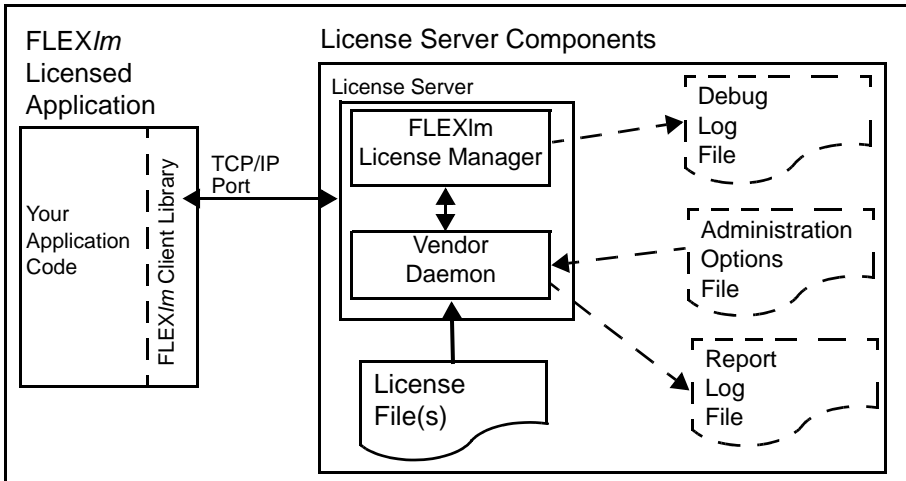 FLEXlm
Licensed
Application
Your
Application
Code
FLEXlm Client Library
TCP/IP
Port
License Server Components
License Server
FLEXlm
License Manager
Vendor
Daemon
License
File(s)
Debug
Log
File
Administration
Options
File
Report
Log
File